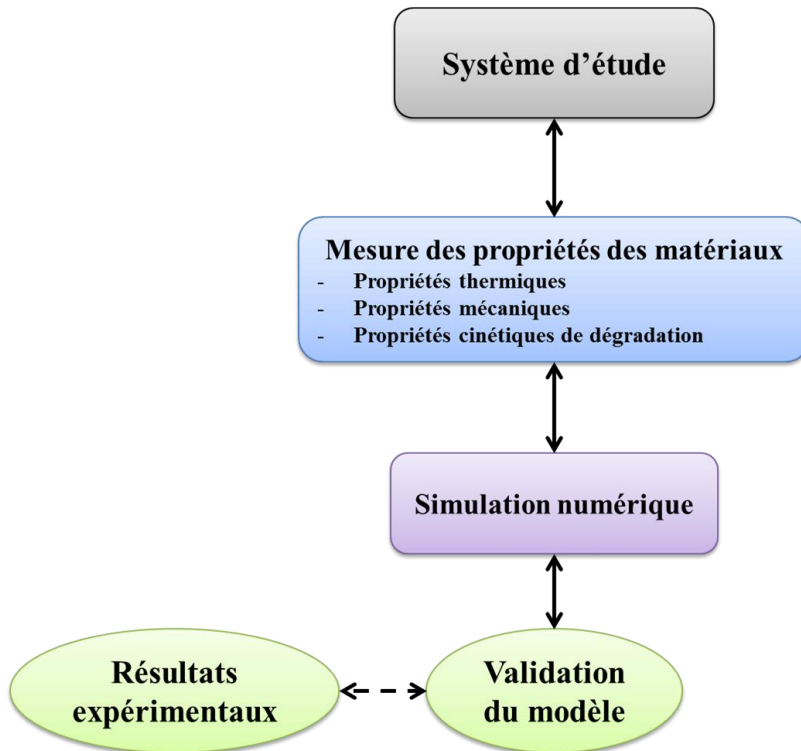 Système d’étude
Mesure des propriétés des matériaux
- Propriétés thermiques
- Propriétés mécaniques
- Propriétés cinétiques de dégradation
Simulation numérique
Résultats
expérimentaux
Validation
du modèle